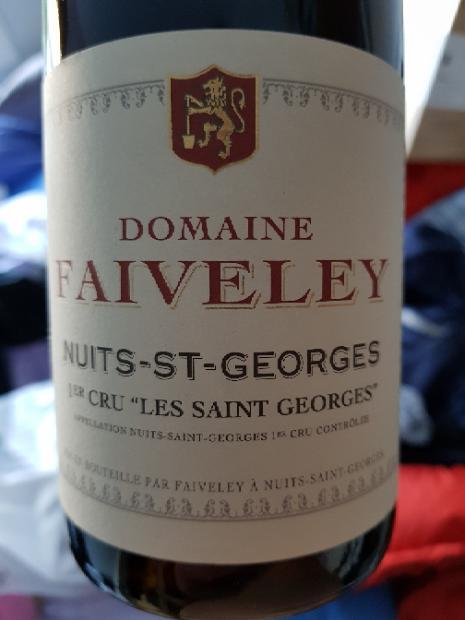 DOMAINE
FAIVELEY
NUITS-ST-GEORGES
1ER CRU "LES SAINT GEORGES"
APPELLATION NUITS-SAINT-GEORGES 1ER CRU CONTRÔLÉE
EN BOUTEILLE PAR FAIVELEY À NUITS-SAINT-GEORGES